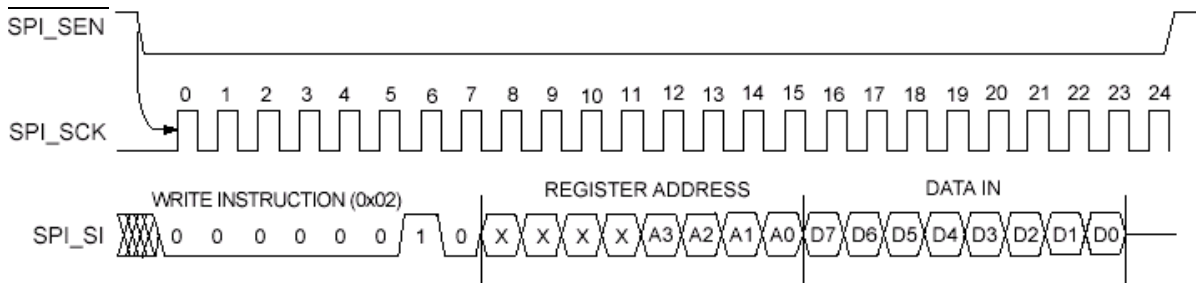 SPI_SEN
0 1 2 3 4 5 6 7 8 9 10 11 12 13 14 15 16 17 18 19 20 21 22 23 24
SPI_SCK
WRITE INSTRUCTION (0x02) REGISTER ADDRESS DATA IN
SPI_SI 0 0 0 0 0 0 1 0 X X X X A3 A2 A1 A0 D7 D6 D5 D4 D3 D2 D1 D0